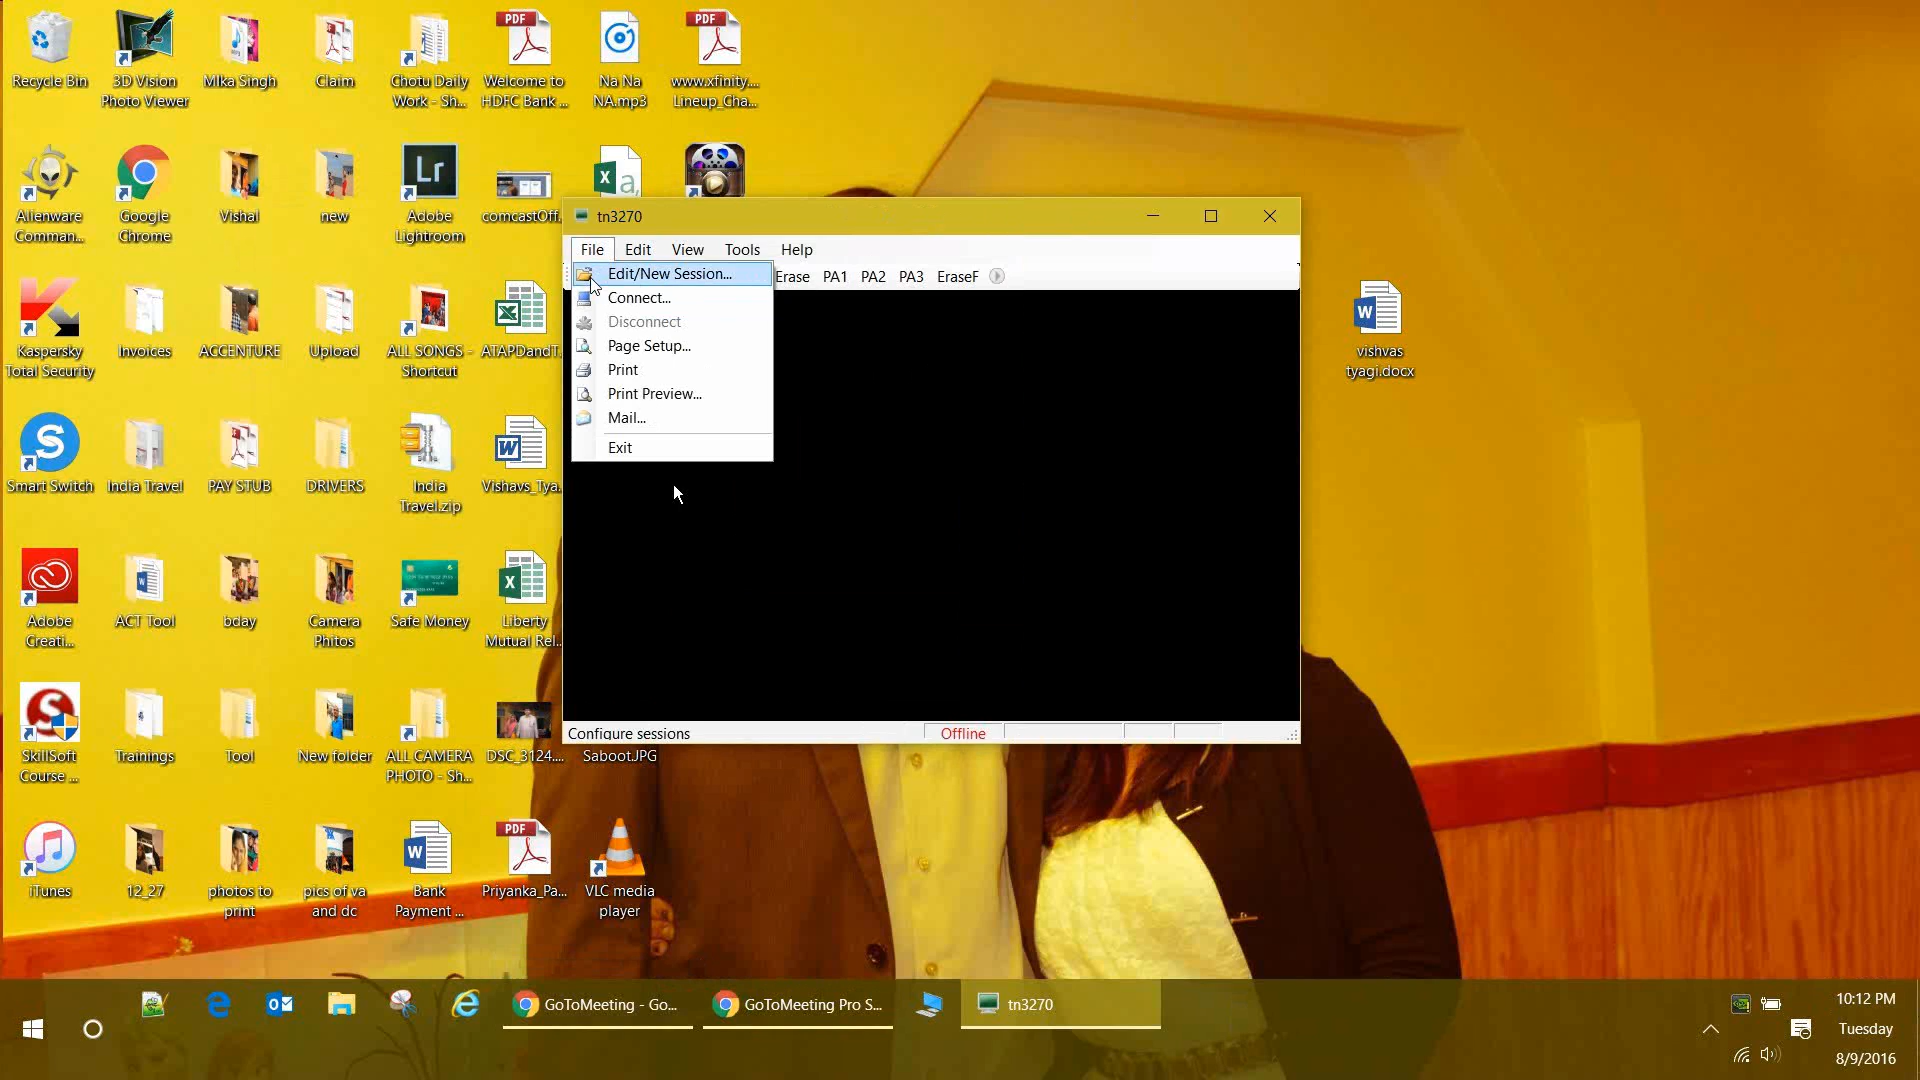 Recycle Bin
3D Vision
Photo Viewer
MIka Singh
Claim
Chotu Daily
Work - Sh...
PDF
Welcome to
HDFC Bank ...
Na Na
NA.mp3
PDF
www.xfinity....
Lineup_Cha...
Alienware
Comman...
Google
Chrome
Vishal
new
Lr
Adobe
Lightroom
comcastOff.
X a,
tn3270
File Edit View Tools Help
Edit/New Session...
Erase PA1 PA2 PA3 EraseF
Connect...
Disconnect
Page Setup...
Print
Print Preview...
Mail...
Exit
Configure sessions
Offline
Kaspersky
Total Security
Invoices
ACCENTURE
Upload
ALL SONGS -
Shortcut
ATAPDandT.
vishvas
tyagi.docx
Smart Switch
India Travel
PAY STUB
DRIVERS
India
Travel.zip
Vishavs_Tya.
Adobe
Creati...
ACT Tool
bday
Camera
Phitos
Safe Money
Liberty
Mutual Rel...
SkillSoft
Course ...
Trainings
Tool
New folder
ALL CAMERA
PHOTO - Sh...
DSC_3124....
Saboot.JPG
iTunes
12_27
photos to
print
pics of va
and dc
Bank
Payment ...
PDF
Priyanka_Pa...
VLC media
player
GoToMeeting - Go...
GoToMeeting Pro S...
tn3270
10:12 PM
Tuesday
8/9/2016